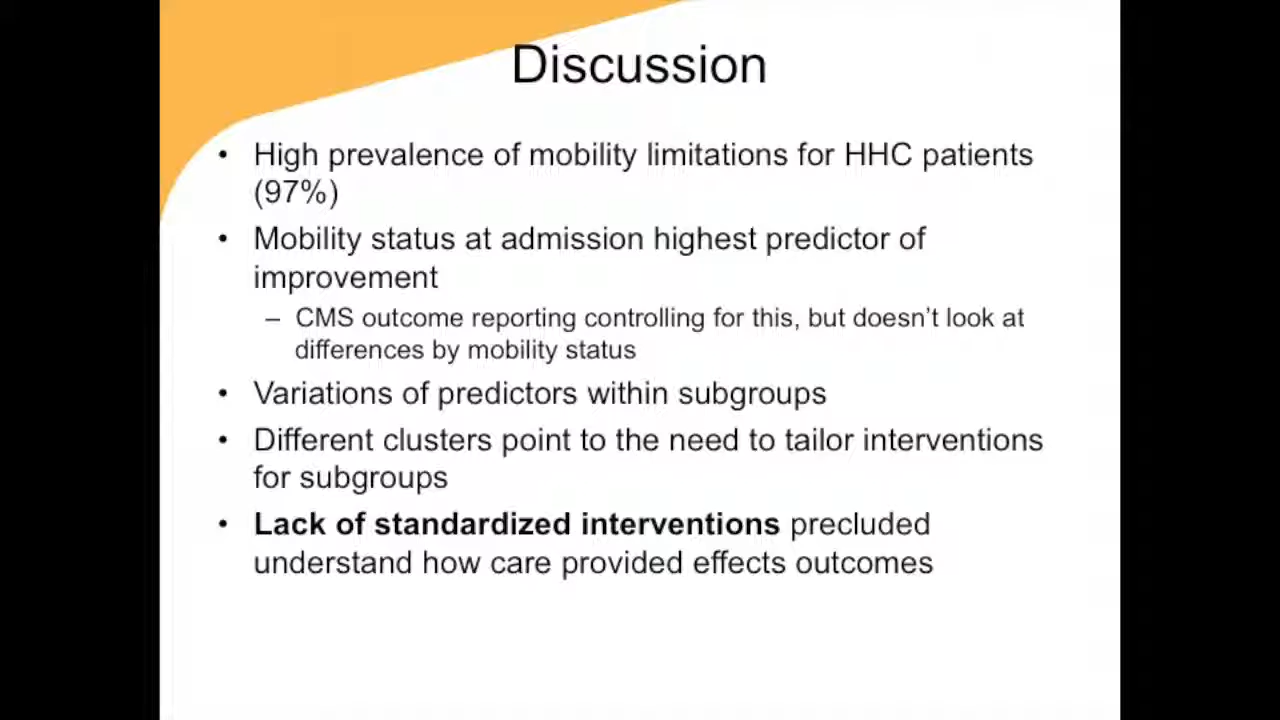 Discussion
• High prevalence of mobility limitations for HHC patients
(97%)
• Mobility status at admission highest predictor of
improvement
– CMS outcome reporting controlling for this, but doesn’t look at
differences by mobility status
• Variations of predictors within subgroups
• Different clusters point to the need to tailor interventions
for subgroups
• Lack of standardized interventions precluded
understand how care provided effects outcomes